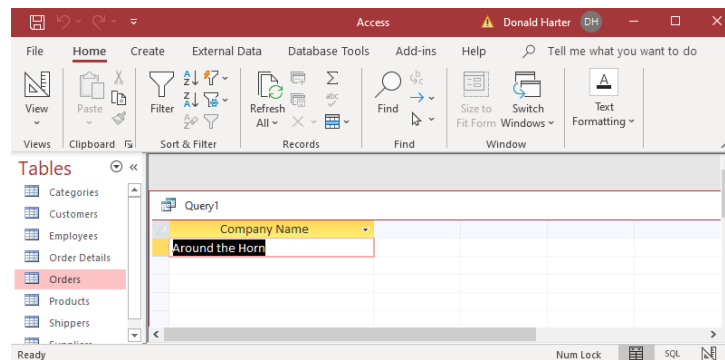 Access
Donald Harter DH
File Home Create External Data Database Tools Add-ins Help Tell me what you want to do
View
Paste
Filter
Refresh All
abc
Find
Size to Fit Form
Switch Windows
A
Text Formatting
Views Clipboard Sort & Filter Records Find Window
Tables
Categories
Customers
Employees
Order Details
Orders
Products
Shippers
Query1
Company Name
Around the Horn
Ready Num Lock SQL